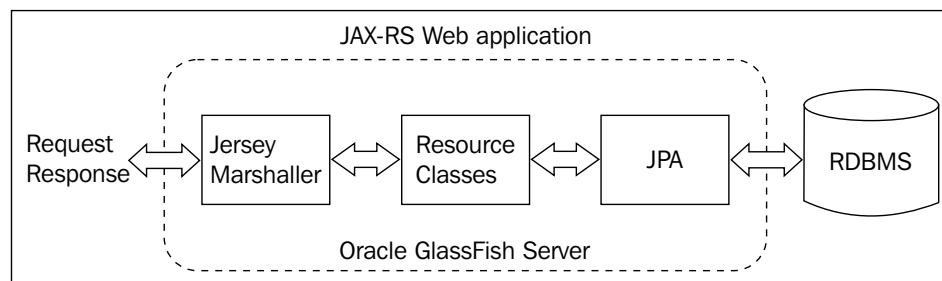 JAX-RS Web application
Request
Response
Jersey
Marshaller
Resource
Classes
JPA
RDBMS
Oracle GlassFish Server